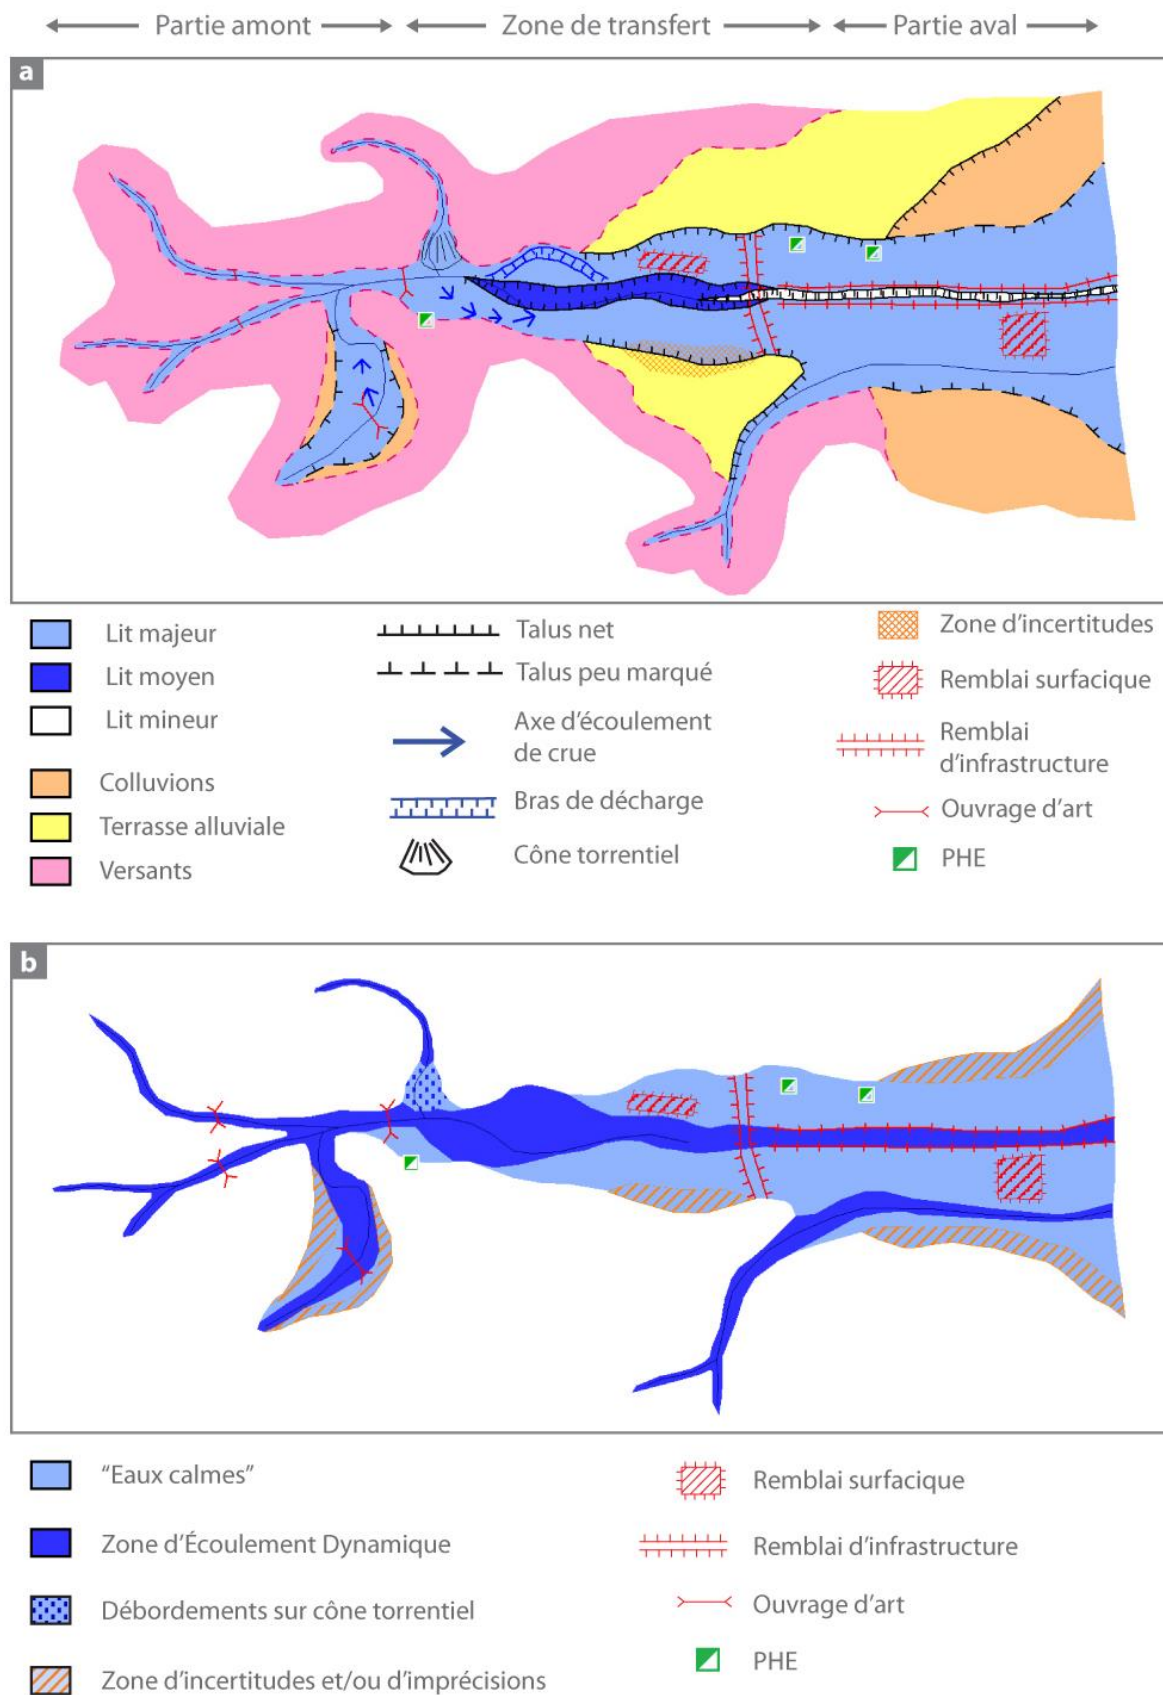 Partie amont
Zone de transfert
Partie aval
a
Lit majeur
Lit moyen
Lit mineur
Colluvions
Terrasse alluviale
Versants
Talus net
Talus peu marqué
Axe d'écoulement
de crue
Bras de décharge
Cône torrentiel
Zone d'incertitudes
Remblai surfacique
Remblai
d'infrastructure
Ouvrage d'art
PHE
b
“Eaux calmes”
Zone d'Écoulement Dynamique
Débordements sur cône torrentiel
Zone d'incertitudes et/ou d'imprécisions
Remblai surfacique
Remblai d'infrastructure
Ouvrage d'art
PHE